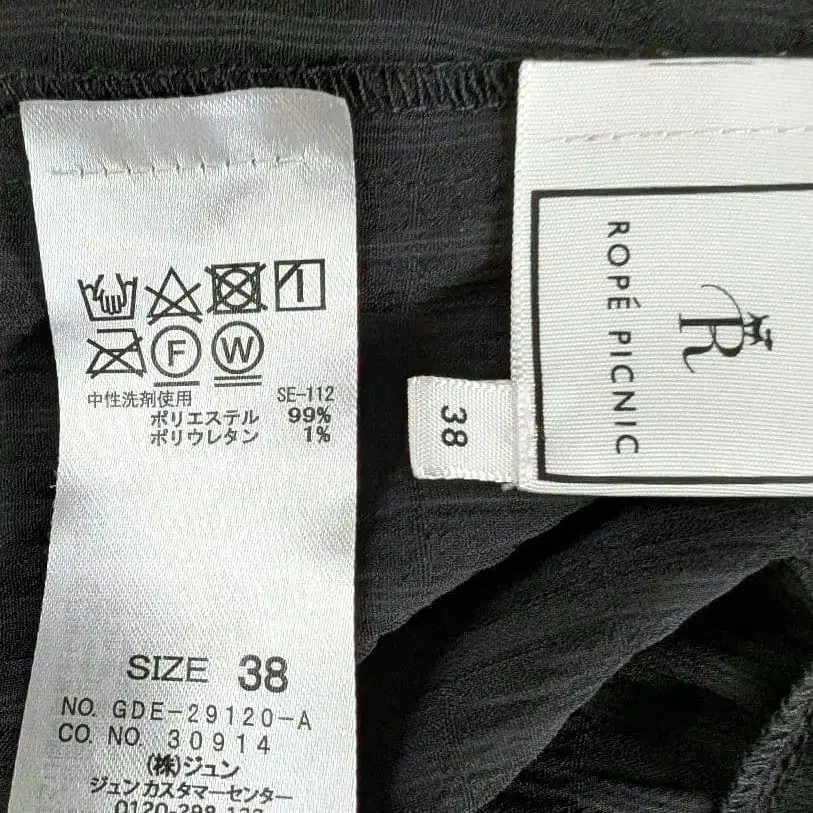 F W
中性洗剤使用 SE-112
ポリエステル 99%
ポリウレタン 1%
SIZE 38
NO. GDE-29120-A
CO. NO. 30914
(株)ジュン
ジュン カスタマーセンター
38
R
ROPÉ PICNIC